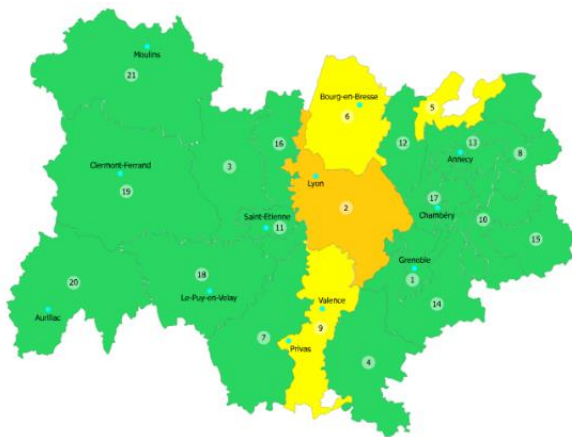 Moulins
21
Bourg-en-Bresse
6
5
3
16
12
13
Annecy
8
Clermont-Ferrand
19
Lyon
2
17
Chambéry
10
Saint-Etienne
11
15
20
18
Le-Puy-en-Velay
Grenoble
1
14
Aurillac
Valence
9
7
Privas
4